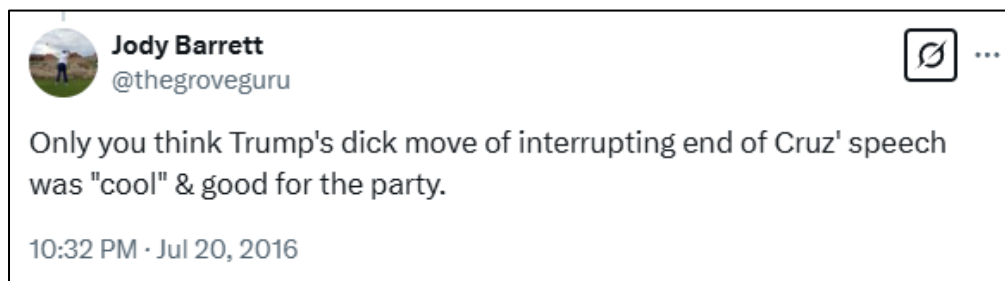 Jody Barrett
@thegroveguru
Only you think Trump's dick move of interrupting end of Cruz' speech
was "cool" & good for the party.
10:32 PM · Jul 20, 2016